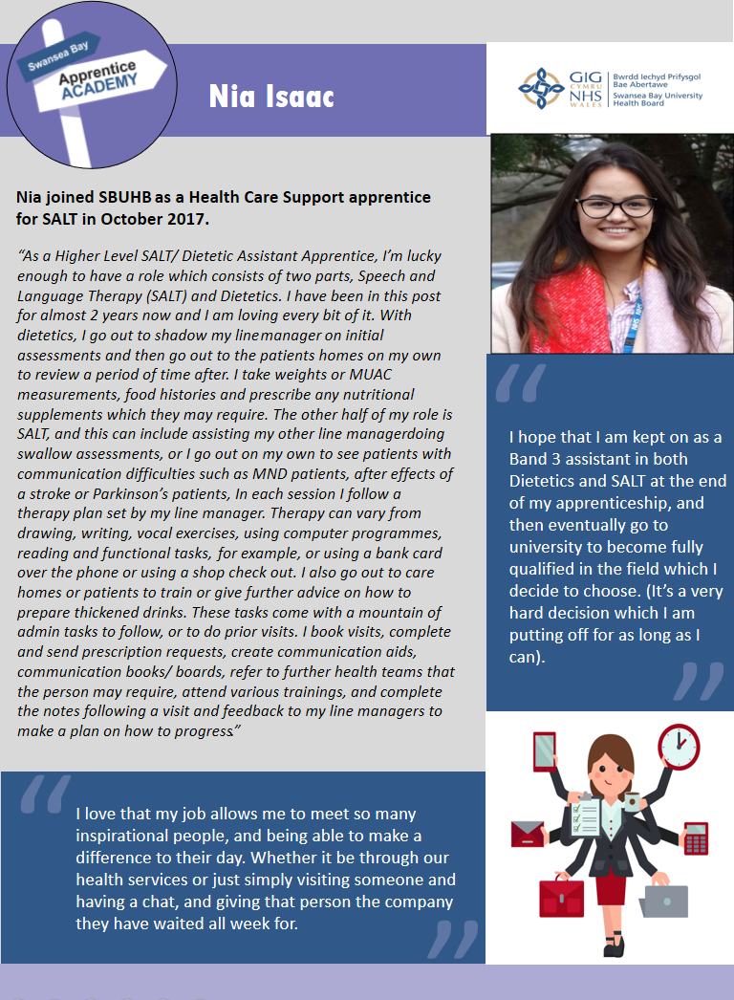 Swansea Bay
Apprentice
ACADEMY
Nia Isaac
GIG
CYMRU
NHS
WALES
Bwrdd Iechyd Prifysgol
Bae Abertawe
Swansea Bay University
Health Board
Nia joined SBUHB as a Health Care Support apprentice
for SALT in October 2017.
“As a Higher Level SALT/ Dietetic Assistant Apprentice, I’m lucky
enough to have a role which consists of two parts, Speech and
Language Therapy (SALT) and Dietetics. I have been in this post
for almost 2 years now and I am loving every bit of it. With
dietetics, I go out to shadow my line manager on initial
assessments and then go out to the patients homes on my own
to review a period of time after. I take weights or MUAC
measurements, food histories and prescribe any nutritional
supplements which they may require. The other half of my role is
SALT, and this can include assisting my other line managerdoing
swallow assessments, or I go out on my own to see patients with
communication difficulties such as MND patients, after effects of
a stroke or Parkinson’s patients, In each session I follow a
therapy plan set by my line manager. Therapy can vary from
drawing, writing, vocal exercises, using computer programmes,
reading and functional tasks, for example, or using a bank card
over the phone or using a shop check out. I also go out to care
homes or patients to train or give further advice on how to
prepare thickened drinks. These tasks come with a mountain of
admin tasks to follow, or to do prior visits. I book visits, complete
and send prescription requests, create communication aids,
communication books/ boards, refer to further health teams that
the person may require, attend various trainings, and complete
the notes following a visit and feedback to my line managers to
make a plan on how to progress.”
“
I hope that I am kept on as a
Band 3 assistant in both
Dietetics and SALT at the end
of my apprenticeship, and
then eventually go to
university to become fully
qualified in the field which I
decide to choose. (It’s a very
hard decision which I am
putting off for as long as I
can).
”
“
I love that my job allows me to meet so many
inspirational people, and being able to make a
difference to their day. Whether it be through our
health services or just simply visiting someone and
having a chat, and giving that person the company
they have waited all week for.
”